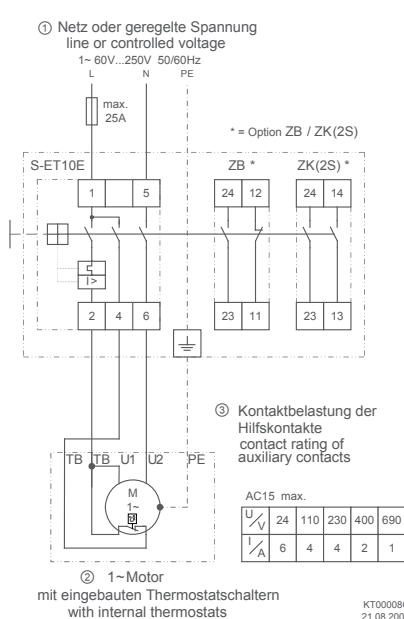 ① Netz oder geregelte Spannung
line or controlled voltage
1~ 60V...250V 50/60Hz
L N PE
max.
25A
* = Option ZB / ZK(2S)
S-ET10E ZB * ZK(2S) *
1 5 24 12 24 14
I >
2 4 6 23 11 23 13
③ Kontaktbelastung der
Hilfskontakte
contact rating of
auxiliary contacts
TB TB U1 U2 PE
M
1~
AC15 max.
U/V 24 110 230 400 690
I/A 6 4 4 2 1
② 1~Motor
mit eingebauten Thermostatschaltern
with internal thermostats